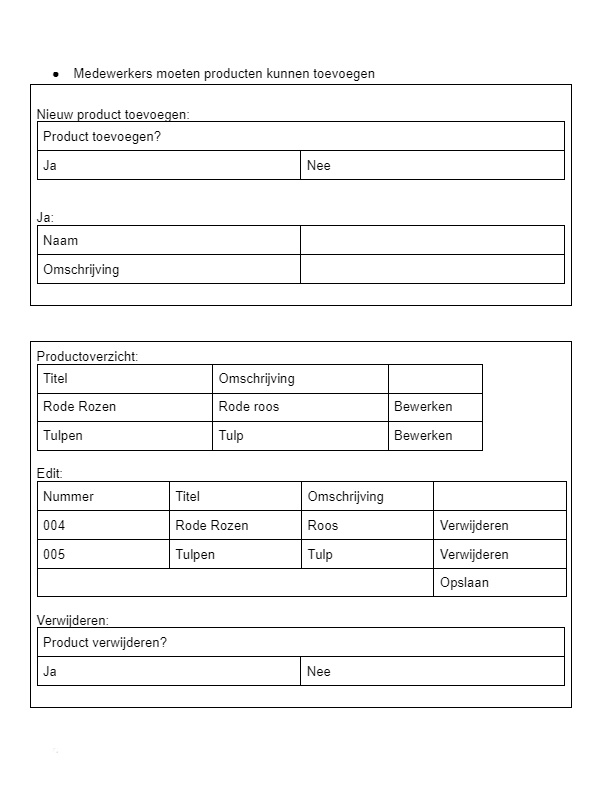 ● Medewerkers moeten producten kunnen toevoegen
Nieuw product toevoegen:
Product toevoegen?
Ja Nee
Ja:
Naam
Omschrijving
Productoverzicht:
Titel Omschrijving
Rode Rozen Rode roos Bewerken
Tulpen Tulp Bewerken
Edit:
Nummer Titel Omschrijving
004 Rode Rozen Roos Verwijderen
005 Tulpen Tulp Verwijderen
Opslaan
Verwijderen:
Product verwijderen?
Ja Nee